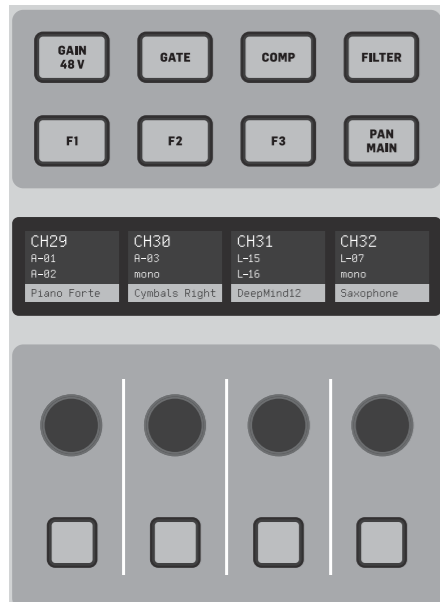 GAIN
48 V
GATE
COMP
FILTER
F1
F2
F3
PAN
MAIN
CH29
A-01
A-02
Piano Forte
CH30
A-03
mono
Cymbals Right
CH31
L-15
L-16
DeepMind12
CH32
L-07
mono
Saxophone